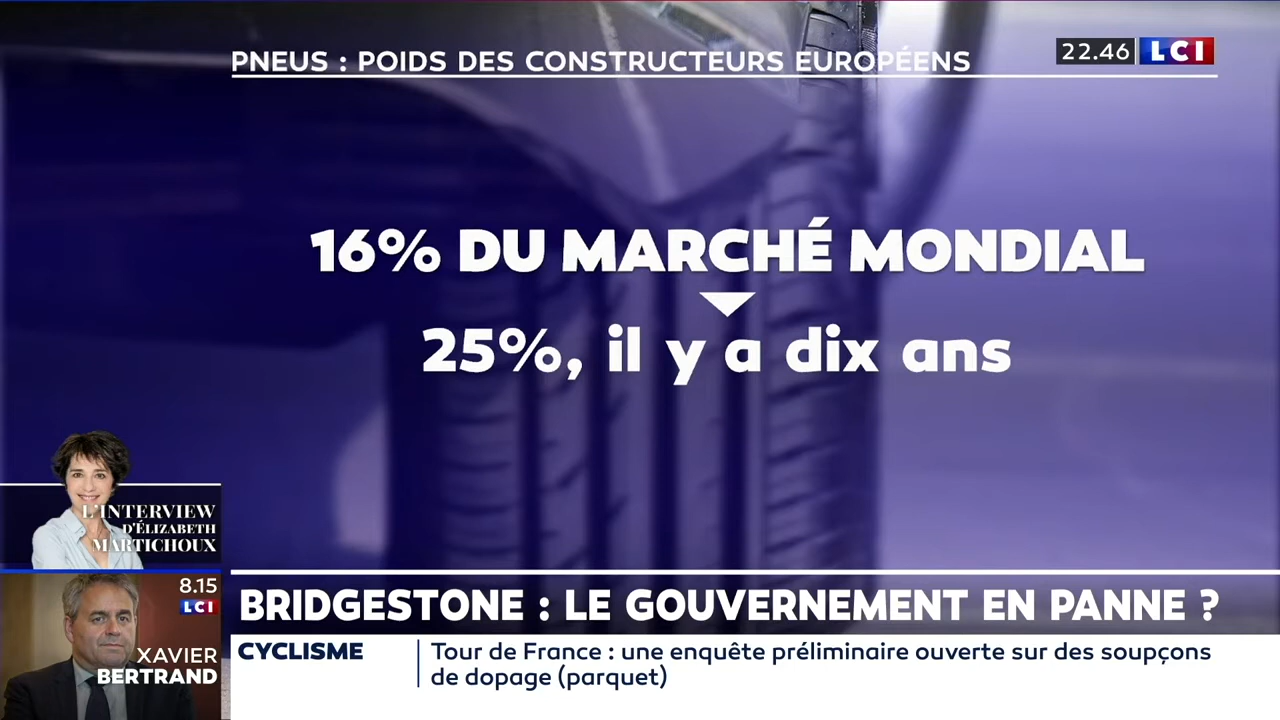 PNEUS : POIDS DES CONSTRUCTEURS EUROPÉENS
22.46 LCI
16% DU MARCHÉ MONDIAL
25%, il y a dix ans
L'INTERVIEW
D'ÉLIZABETH
MARTICHOUX
8.15
LCI
XAVIER
BERTRAND
BRIDGESTONE : LE GOUVERNEMENT EN PANNE ?
CYCLISME
Tour de France : une enquête préliminaire ouverte sur des soupçons
de dopage (parquet)